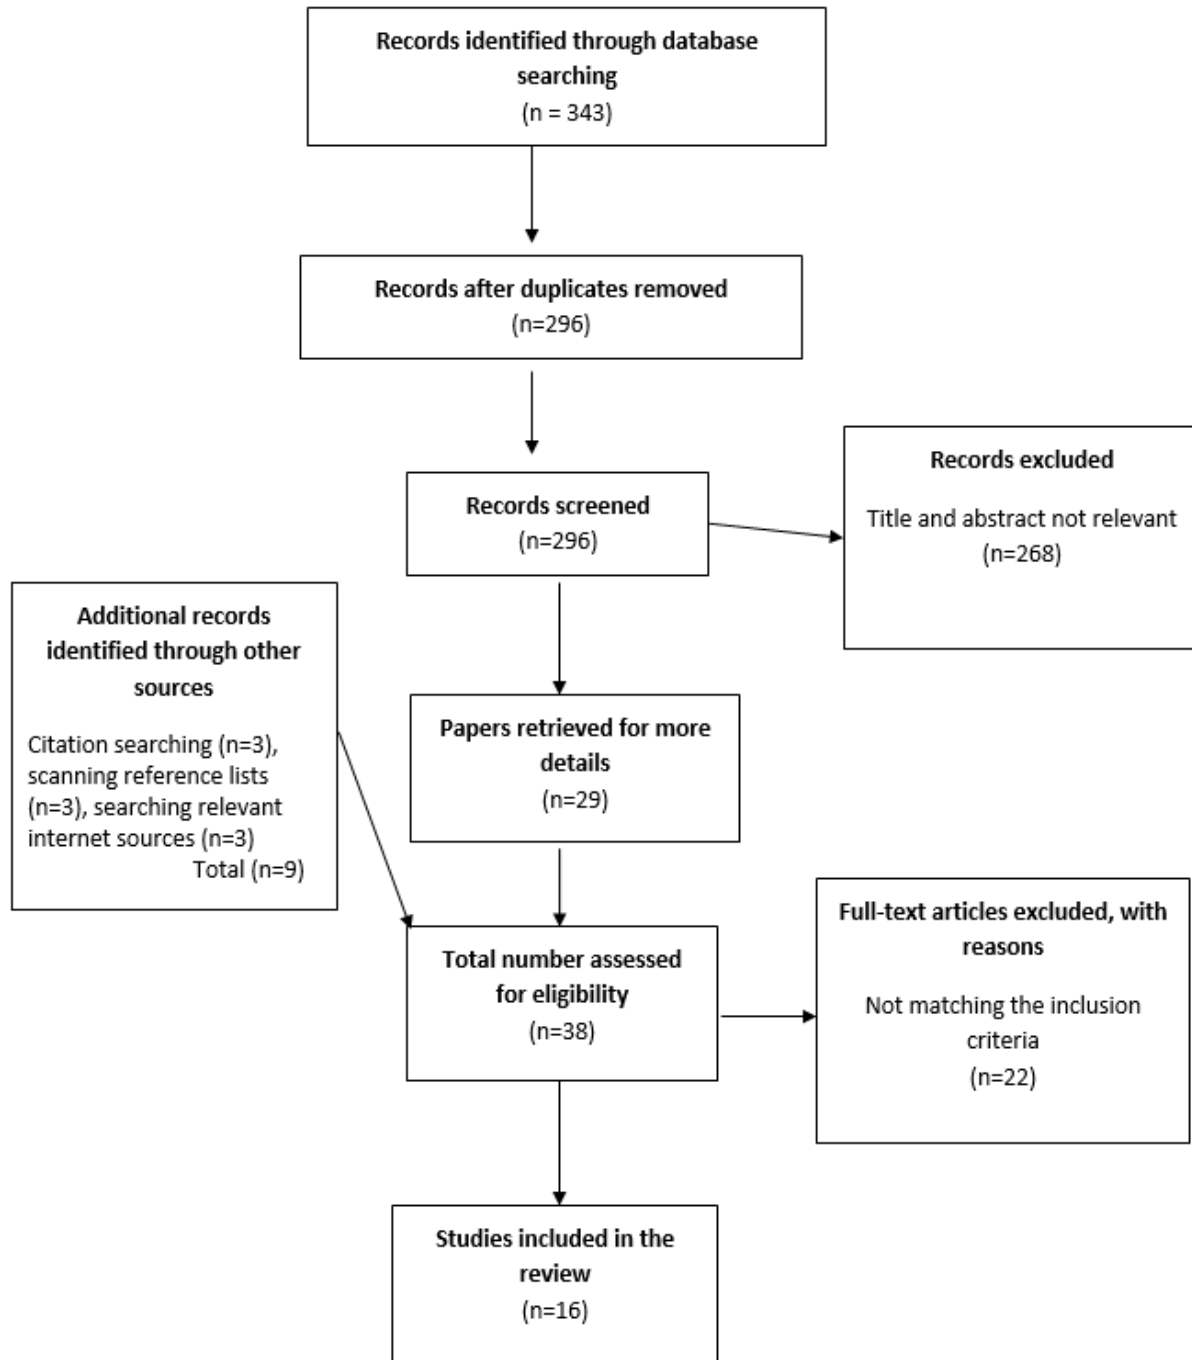 Records identified through database
searching
(n = 343)
Records after duplicates removed
(n=296)
Records screened
(n=296)
Records excluded
Title and abstract not relevant
(n=268)
Additional records
identified through other
sources
Citation searching (n=3),
scanning reference lists
(n=3), searching relevant
internet sources (n=3)
Total (n=9)
Papers retrieved for more
details
(n=29)
Total number assessed
for eligibility
(n=38)
Full-text articles excluded, with
reasons
Not matching the inclusion
criteria
(n=22)
Studies included in the
review
(n=16)